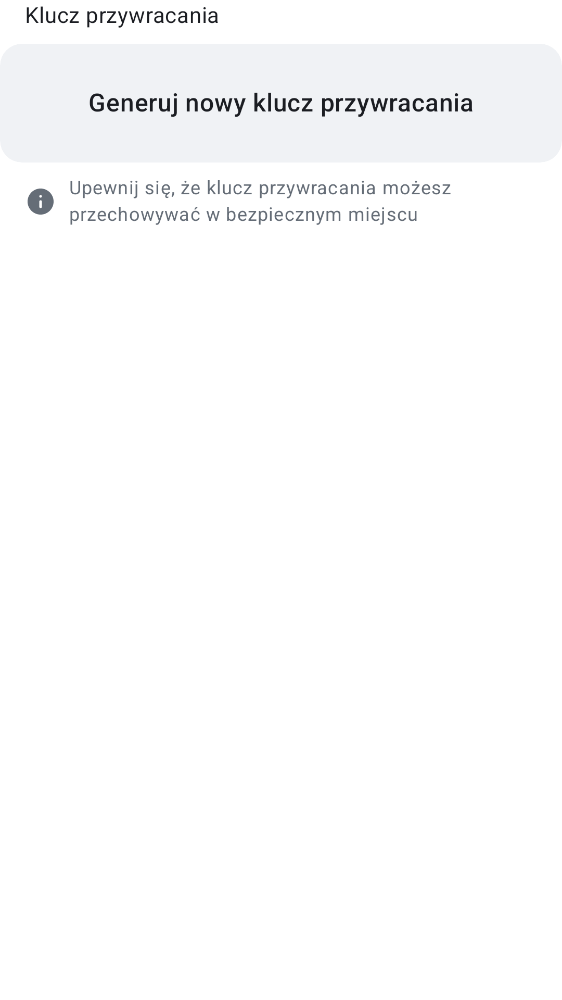 Klucz przywracania
Generuj nowy klucz przywracania
Upewnij się, że klucz przywracania możesz
przechowywać w bezpiecznym miejscu